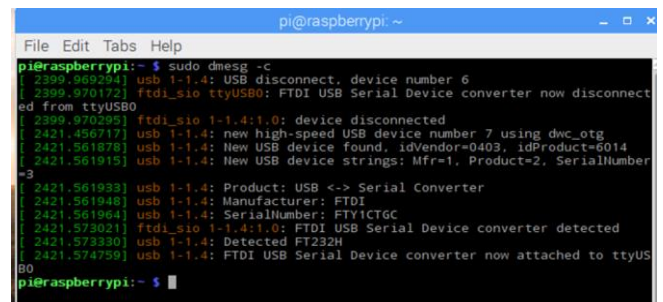 pi@raspberrypi: ~
File Edit Tabs Help
pi@raspberrypi:~ $ sudo dmesg -c
[ 2399.969294] usb 1-1.4: USB disconnect, device number 6
[ 2399.970172] ftdi_sio ttyUSB0: FTDI USB Serial Device converter now disconnect
ed from ttyUSB0
[ 2399.970295] ftdi_sio 1-1.4:1.0: device disconnected
[ 2421.456717] usb 1-1.4: new high-speed USB device number 7 using dwc_otg
[ 2421.561878] usb 1-1.4: New USB device found, idVendor=0403, idProduct=6014
[ 2421.561915] usb 1-1.4: New USB device strings: Mfr=1, Product=2, SerialNumber
=3
[ 2421.561933] usb 1-1.4: Product: USB <-> Serial Converter
[ 2421.561948] usb 1-1.4: Manufacturer: FTDI
[ 2421.561964] usb 1-1.4: SerialNumber: FTY1CTGC
[ 2421.573021] ftdi_sio 1-1.4:1.0: FTDI USB Serial Device converter detected
[ 2421.573330] usb 1-1.4: Detected FT232H
[ 2421.574759] usb 1-1.4: FTDI USB Serial Device converter now attached to ttyUS
B0
pi@raspberrypi:~ $